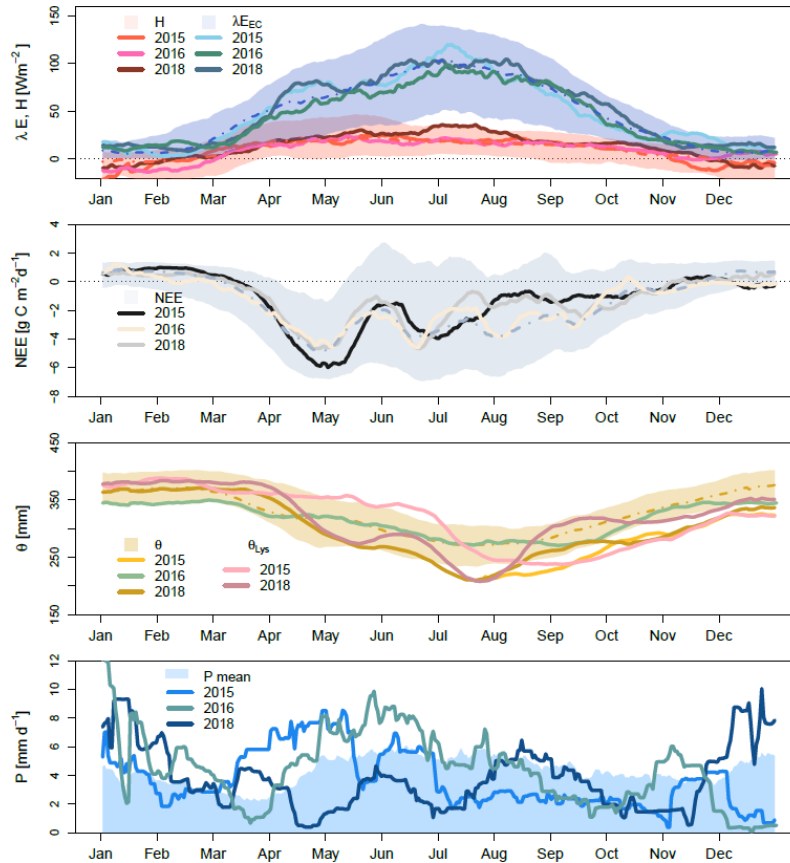 λ E, H [Wm⁻²]
100
50
0
H λE_EC
2015 2015
2016 2016
2018 2018
Jan Feb Mar Apr May Jun Jul Aug Sep Oct Nov Dec
NEE [g C m⁻²d⁻¹]
4
2
0
−2
−4
−6
−8
NEE
2015
2016
2018
Jan Feb Mar Apr May Jun Jul Aug Sep Oct Nov Dec
θ [mm]
450
350
250
150
θ θ_Lys
2015 2015
2016 2018
2018
Jan Feb Mar Apr May Jun Jul Aug Sep Oct Nov Dec
P [mm d⁻¹]
12
10
8
6
4
2
0
P mean
2015
2016
2018
Jan Feb Mar Apr May Jun Jul Aug Sep Oct Nov Dec